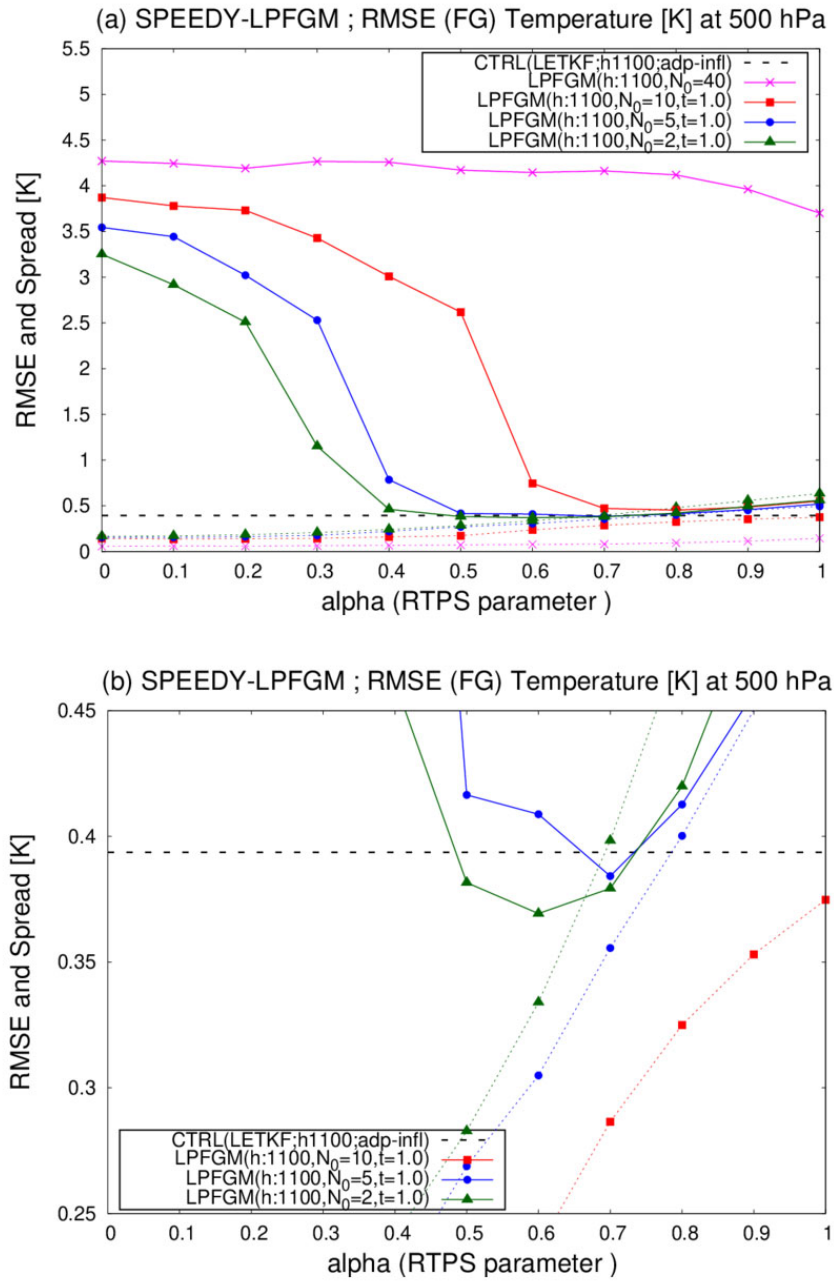 (a) SPEEDY-LPFGM ; RMSE (FG) Temperature [K] at 500 hPa
5.5
5
4.5
4
3.5
3
2.5
2
1.5
1
0.5
0
RMSE and Spread [K]
CTRL(LETKF;h1100;adp-infl)
LPFGM(h:1100,N₀=40)
LPFGM(h:1100,N₀=10,t=1.0)
LPFGM(h:1100,N₀=5,t=1.0)
LPFGM(h:1100,N₀=2,t=1.0)
0 0.1 0.2 0.3 0.4 0.5 0.6 0.7 0.8 0.9 1
alpha (RTPS parameter )
(b) SPEEDY-LPFGM ; RMSE (FG) Temperature [K] at 500 hPa
0.45
0.4
0.35
0.3
0.25
RMSE and Spread [K]
CTRL(LETKF;h1100;adp-infl)
LPFGM(h:1100,N₀=10,t=1.0)
LPFGM(h:1100,N₀=5,t=1.0)
LPFGM(h:1100,N₀=2,t=1.0)
0 0.1 0.2 0.3 0.4 0.5 0.6 0.7 0.8 0.9 1
alpha (RTPS parameter )